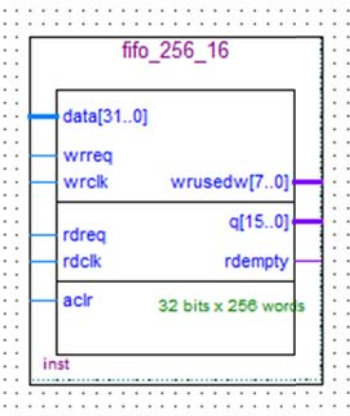 fifo_256_16
data[31..0]
wrreq
wrclk wrusedw[7..0]
q[15..0]
rdreq
rdclk rdempty
aclr 32 bits x 256 words
inst